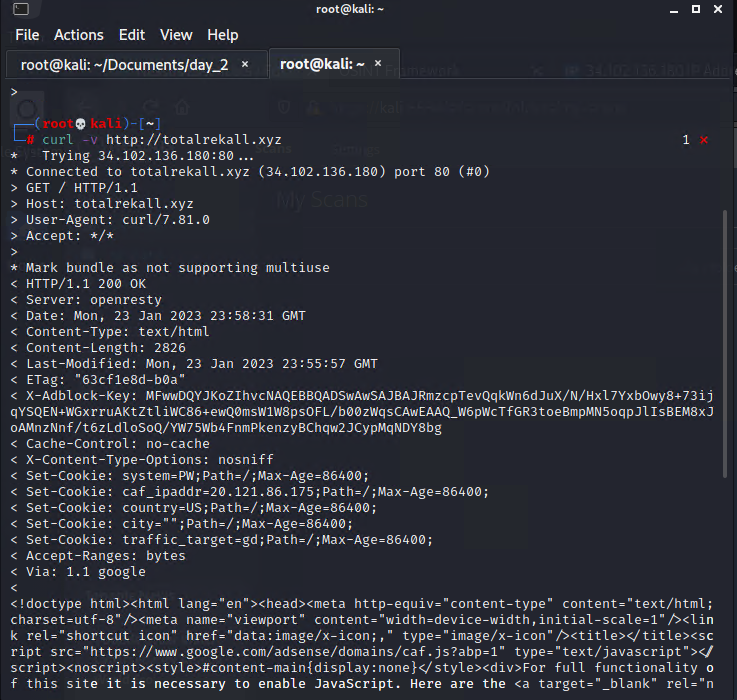 root@kali: ~
File Actions Edit View Help
root@kali: ~/Documents/day_2 × root@kali: ~ ×
>
(root💀kali)-[~]
# curl -v http://totalrekall.xyz 1 ⨯
* Trying 34.102.136.180:80...
* Connected to totalrekall.xyz (34.102.136.180) port 80 (#0)
> GET / HTTP/1.1
> Host: totalrekall.xyz
> User-Agent: curl/7.81.0
> Accept: */*
>
* Mark bundle as not supporting multiuse
< HTTP/1.1 200 OK
< Server: openresty
< Date: Mon, 23 Jan 2023 23:58:31 GMT
< Content-Type: text/html
< Content-Length: 2826
< Last-Modified: Mon, 23 Jan 2023 23:55:57 GMT
< ETag: "63cf1e8d-b0a"
< X-Adblock-Key: MFwwDQYJKoZIhvcNAQEBBQADSwAwSAJBAJRmzcpTevQqkWn6dJuX/N/Hxl7YxbOwy8+73ij
qYSQEN+WGxrruAKtZtliWC86+ewQ0msW1W8psOFL/b00zWqsCAwEAAQ_W6pWcTfGR3toeBmpMN5oqpJlIsBEM8xJ
oAMnzNnf/t6zLdloSoQ/YW75Wb4FnmPkenzyBChqw2JCypMqNDY8bg
< Cache-Control: no-cache
< X-Content-Type-Options: nosniff
< Set-Cookie: system=PW;Path=/;Max-Age=86400;
< Set-Cookie: caf_ipaddr=20.121.86.175;Path=/;Max-Age=86400;
< Set-Cookie: country=US;Path=/;Max-Age=86400;
< Set-Cookie: city="";Path=/;Max-Age=86400;
< Set-Cookie: traffic_target=gd;Path=/;Max-Age=86400;
< Accept-Ranges: bytes
< Via: 1.1 google
<
<!doctype html><html lang="en"><head><meta http-equiv="content-type" content="text/html;
charset=utf-8"/><meta name="viewport" content="width=device-width,initial-scale=1"/><lin
k rel="shortcut icon" href="data:image/x-icon;," type="image/x-icon"/><title></title><sc
ript src="https://www.google.com/adsense/domains/caf.js?abp=1" type="text/javascript"></
script><noscript><style>#content-main{display:none}</style><div>For full functionality o
f this site it is necessary to enable JavaScript. Here are the <a target="_blank" rel="n
My Scans